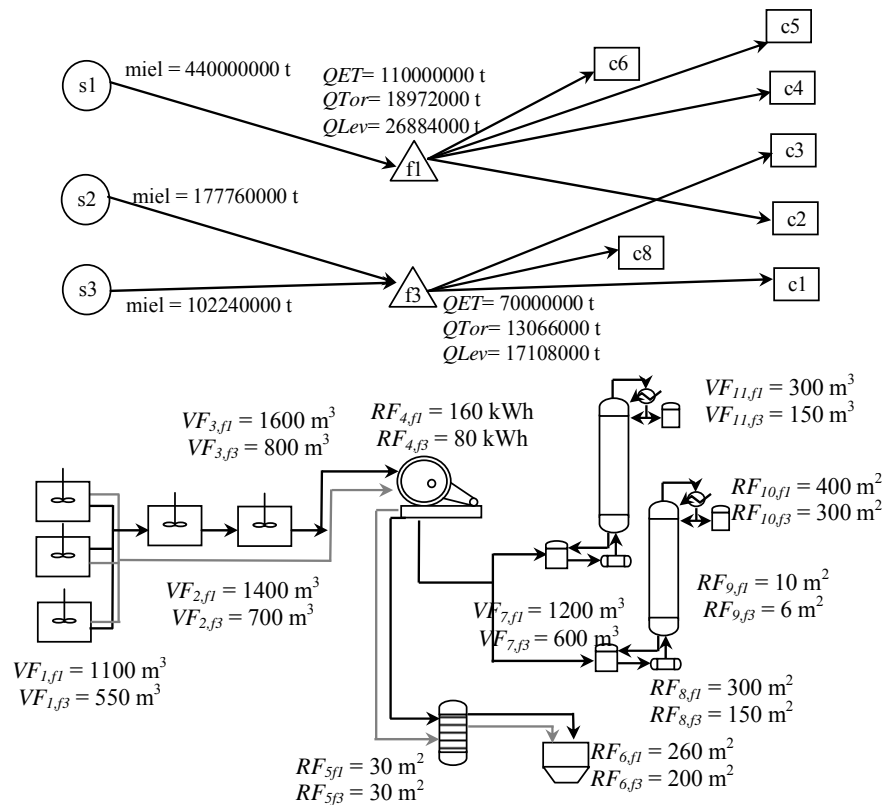 c5
c6
s1
miel = 440000000 t
QET= 110000000 t
QTor= 18972000 t
QLev= 26884000 t
c4
f1
c3
s2
miel = 177760000 t
c2
c8
s3
miel = 102240000 t
f3
c1
QET= 70000000 t
QTor= 13066000 t
QLev= 17108000 t
VF3,f1 = 1600 m³
VF3,f3 = 800 m³
RF4,f1 = 160 kWh
RF4,f3 = 80 kWh
VF11,f1 = 300 m³
VF11,f3 = 150 m³
RF10,f1 = 400 m²
RF10,f3 = 300 m²
VF2,f1 = 1400 m³
VF2,f3 = 700 m³
RF9,f1 = 10 m²
RF9,f3 = 6 m²
VF7,f1 = 1200 m³
VF7,f3 = 600 m³
VF1,f1 = 1100 m³
VF1,f3 = 550 m³
RF8,f1 = 300 m²
RF8,f3 = 150 m²
RF5f1 = 30 m²
RF5f3 = 30 m²
RF6,f1 = 260 m²
RF6,f3 = 200 m²